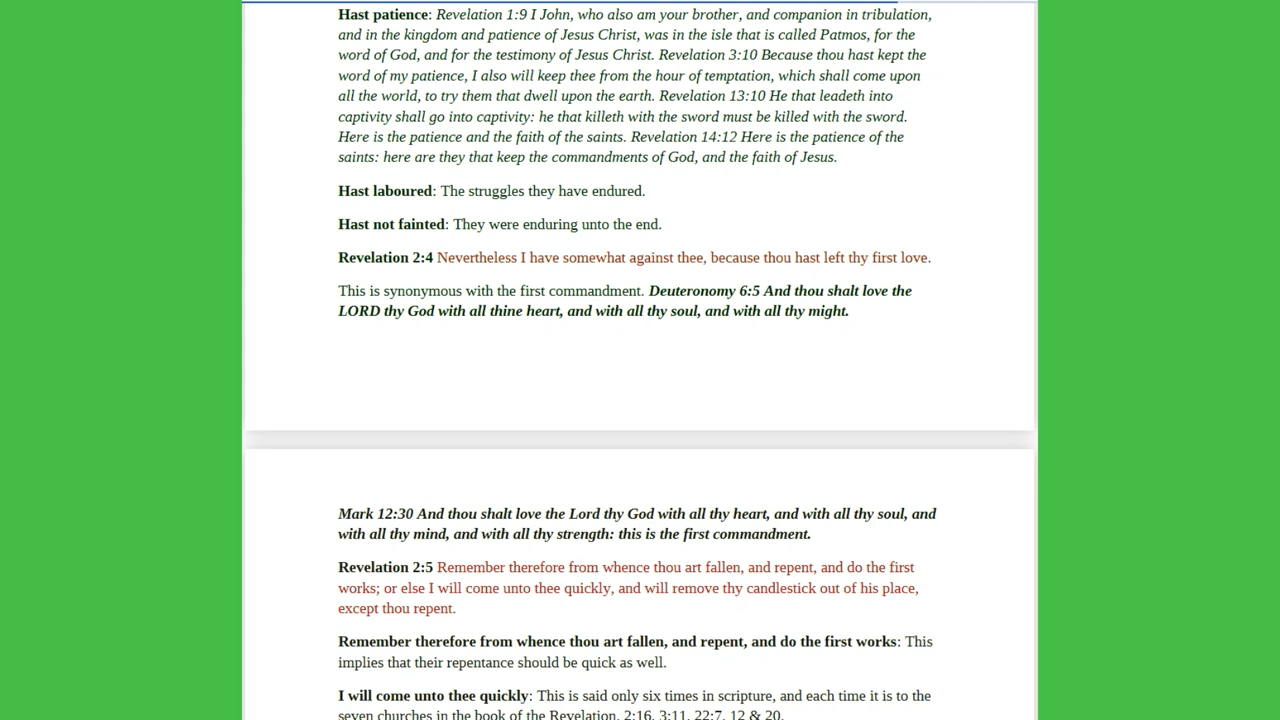 Hast patience: Revelation 1:9 I John, who also am your brother, and companion in tribulation,
and in the kingdom and patience of Jesus Christ, was in the isle that is called Patmos, for the
word of God, and for the testimony of Jesus Christ. Revelation 3:10 Because thou hast kept the
word of my patience, I also will keep thee from the hour of temptation, which shall come upon
all the world, to try them that dwell upon the earth. Revelation 13:10 He that leadeth into
captivity shall go into captivity: he that killeth with the sword must be killed with the sword.
Here is the patience and the faith of the saints. Revelation 14:12 Here is the patience of the
saints: here are they that keep the commandments of God, and the faith of Jesus.
Hast laboured: The struggles they have endured.
Hast not fainted: They were enduring unto the end.
Revelation 2:4 Nevertheless I have somewhat against thee, because thou hast left thy first love.
This is synonymous with the first commandment. Deuteronomy 6:5 And thou shalt love the
LORD thy God with all thine heart, and with all thy soul, and with all thy might.
Mark 12:30 And thou shalt love the Lord thy God with all thy heart, and with all thy soul, and
with all thy mind, and with all thy strength: this is the first commandment.
Revelation 2:5 Remember therefore from whence thou art fallen, and repent, and do the first
works; or else I will come unto thee quickly, and will remove thy candlestick out of his place,
except thou repent.
Remember therefore from whence thou art fallen, and repent, and do the first works: This
implies that their repentance should be quick as well.
I will come unto thee quickly: This is said only six times in scripture, and each time it is to the
seven churches in the book of the Revelation. 2:16, 3:11, 22:7, 12 & 20.